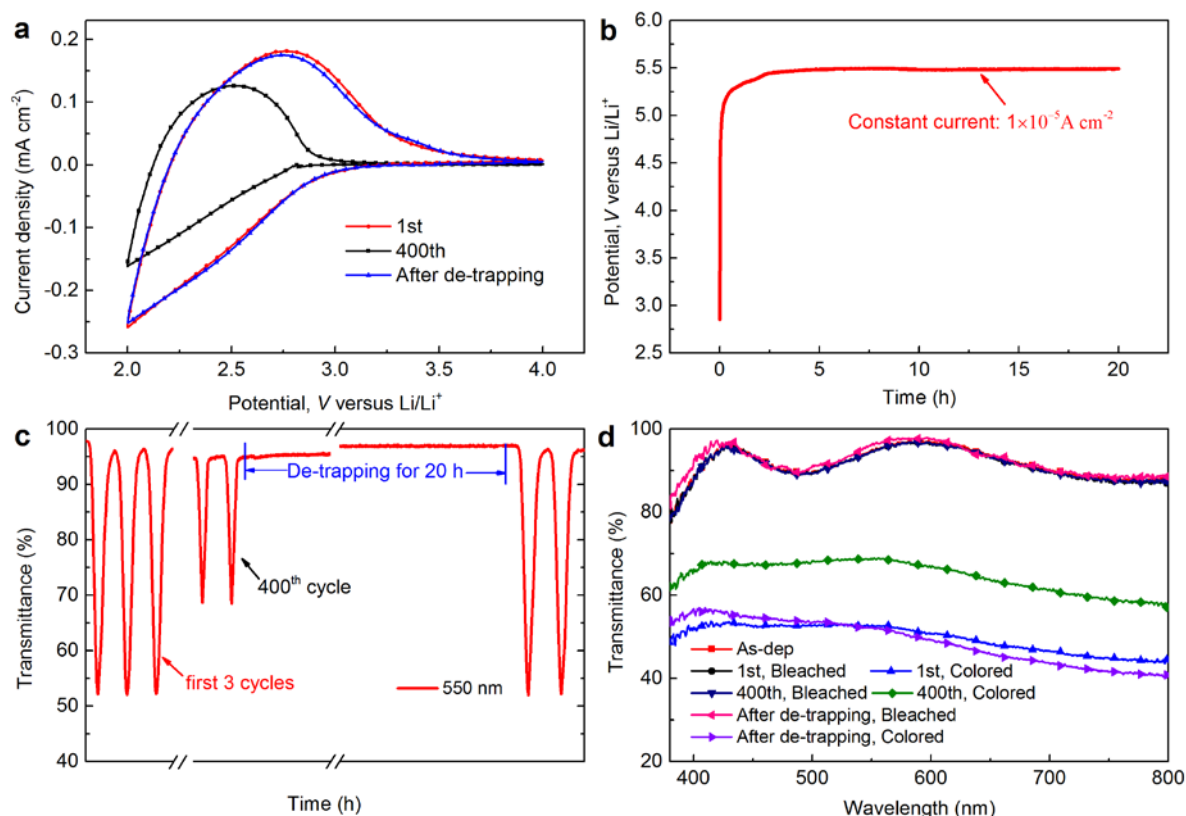 a
0.2
0.1
0.0
-0.1
-0.2
-0.3
Current density (mA cm⁻²)
1st
400th
After de-trapping
2.0 2.5 3.0 3.5 4.0
Potential, V versus Li/Li⁺
b
6.0
5.5
5.0
4.5
4.0
3.5
3.0
2.5
Potential, V versus Li/Li⁺
Constant current: 1×10⁻⁵A cm⁻²
0 5 10 15 20
Time (h)
c
100
90
80
70
60
50
40
Transmittance (%)
De-trapping for 20 h
400ᵗʰ cycle
first 3 cycles
550 nm
Time (h)
d
100
80
60
40
20
Transmittance (%)
As-dep
1st, Bleached 1st, Colored
400th, Bleached 400th, Colored
After de-trapping, Bleached
After de-trapping, Colored
400 500 600 700 800
Wavelength (nm)